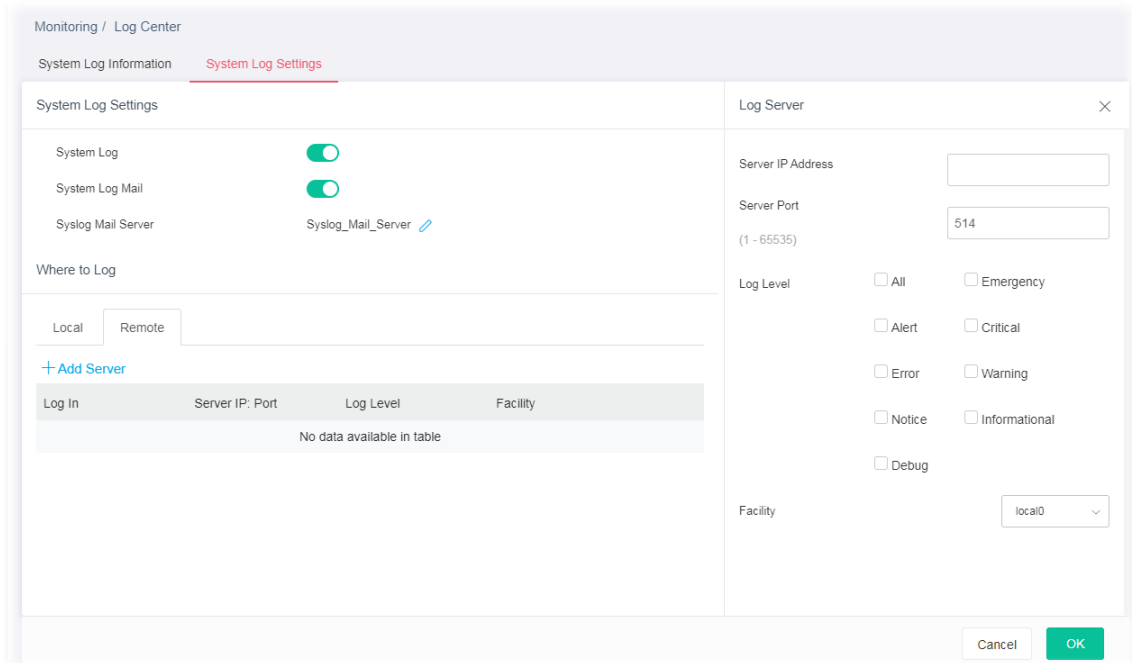 Monitoring / Log Center
System Log Information System Log Settings
System Log Settings
System Log
System Log Mail
Syslog Mail Server Syslog_Mail_Server
Where to Log
Local Remote
+ Add Server
Log In Server IP: Port Log Level Facility
No data available in table
Log Server
Server IP Address
Server Port
514
(1 - 65535)
Log Level All Emergency
Alert Critical
Error Warning
Notice Informational
Debug
Facility local0
Cancel OK